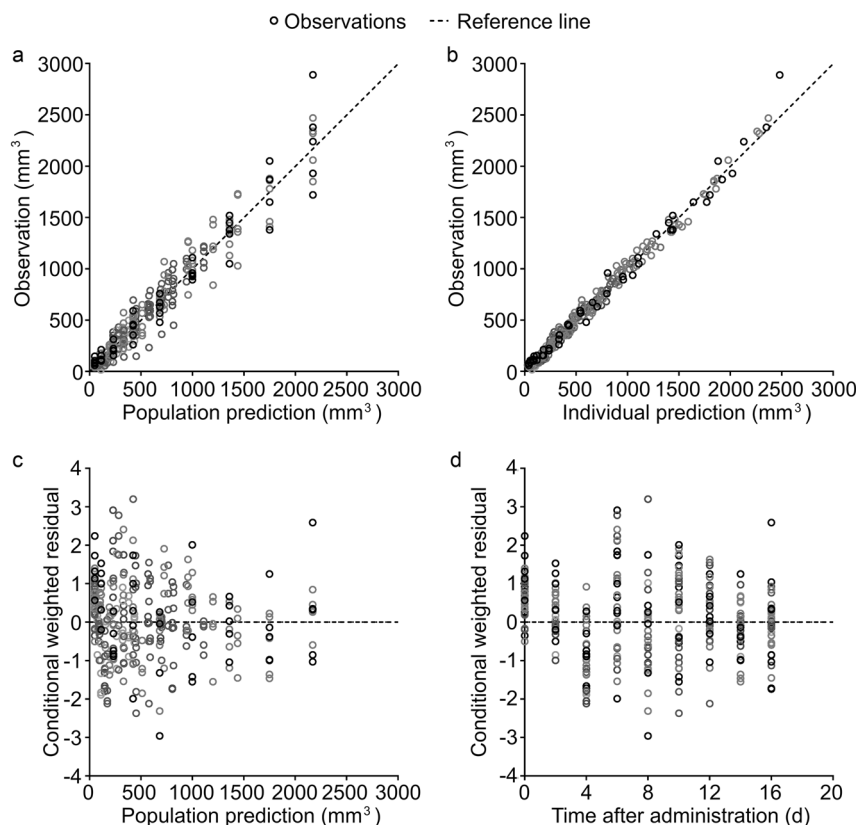 Observations Reference line
a
3000
2500
2000
1500
1000
500
0
Observation (mm³)
0 500 1000 1500 2000 2500 3000
Population prediction (mm³)
b
3000
2500
2000
1500
1000
500
0
Observation (mm³)
0 500 1000 1500 2000 2500 3000
Individual prediction (mm³)
c
4
3
2
1
0
-1
-2
-3
-4
Conditional weighted residual
0 500 1000 1500 2000 2500 3000
Population prediction (mm³)
d
4
3
2
1
0
-1
-2
-3
-4
Conditional weighted residual
0 4 8 12 16 20
Time after administration (d)